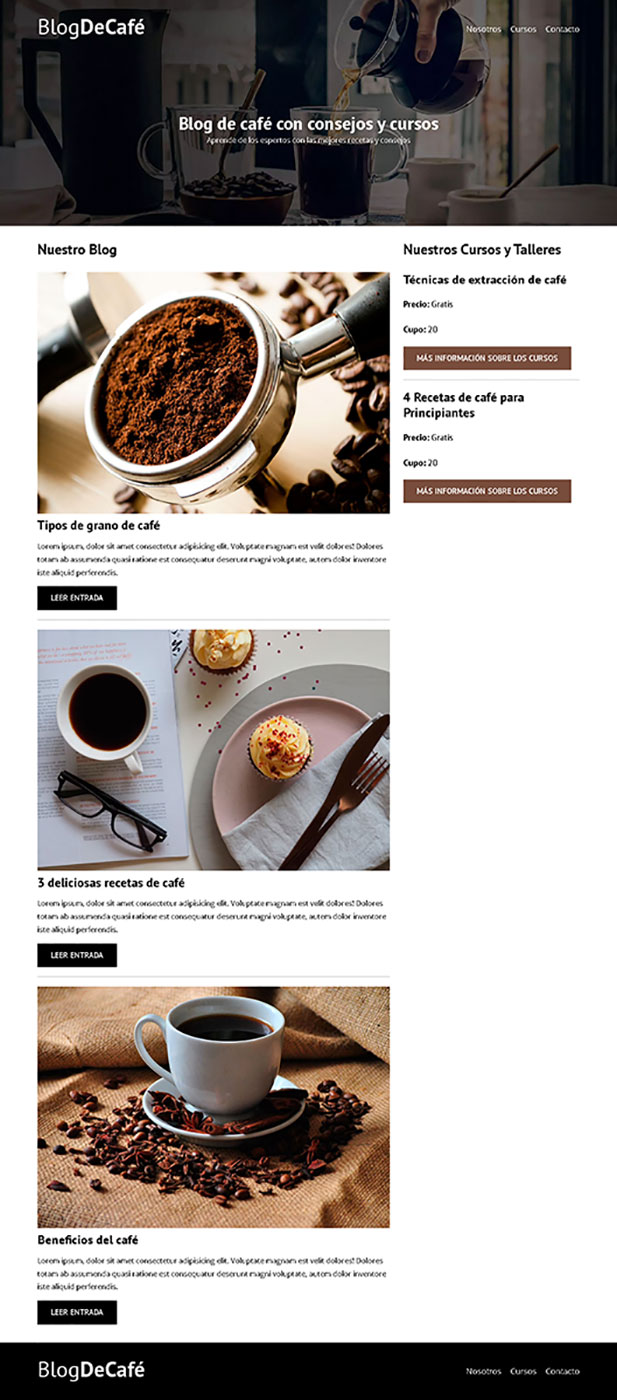 BlogDeCafé
Nosotros Cursos Contacto
Blog de café con consejos y cursos
Aprende de los espertos con las mejores recetas y consejos
Nuestro Blog
Tipos de grano de café
Lorem ipsum, dolor sit amet consectetur adipisicing elit. Voluptate magnam est velit dolores! Dolores
totam ab assumenda quasi ratione est consequatur deserunt magni voluptate, autem dolor inventore
iste aliquid perferendis.
LEER ENTRADA
3 deliciosas recetas de café
Lorem ipsum, dolor sit amet consectetur adipisicing elit. Voluptate magnam est velit dolores! Dolores
totam ab assumenda quasi ratione est consequatur deserunt magni voluptate, autem dolor inventore
iste aliquid perferendis.
LEER ENTRADA
Beneficios del café
Lorem ipsum, dolor sit amet consectetur adipisicing elit. Voluptate magnam est velit dolores! Dolores
totam ab assumenda quasi ratione est consequatur deserunt magni voluptate, autem dolor inventore
iste aliquid perferendis.
LEER ENTRADA
Nuestros Cursos y Talleres
Técnicas de extracción de café
Precio: Gratis
Cupo: 20
MÁS INFORMACIÓN SOBRE LOS CURSOS
4 Recetas de café para
Principiantes
Precio: Gratis
Cupo: 20
MÁS INFORMACIÓN SOBRE LOS CURSOS
BlogDeCafé
Nosotros Cursos Contacto